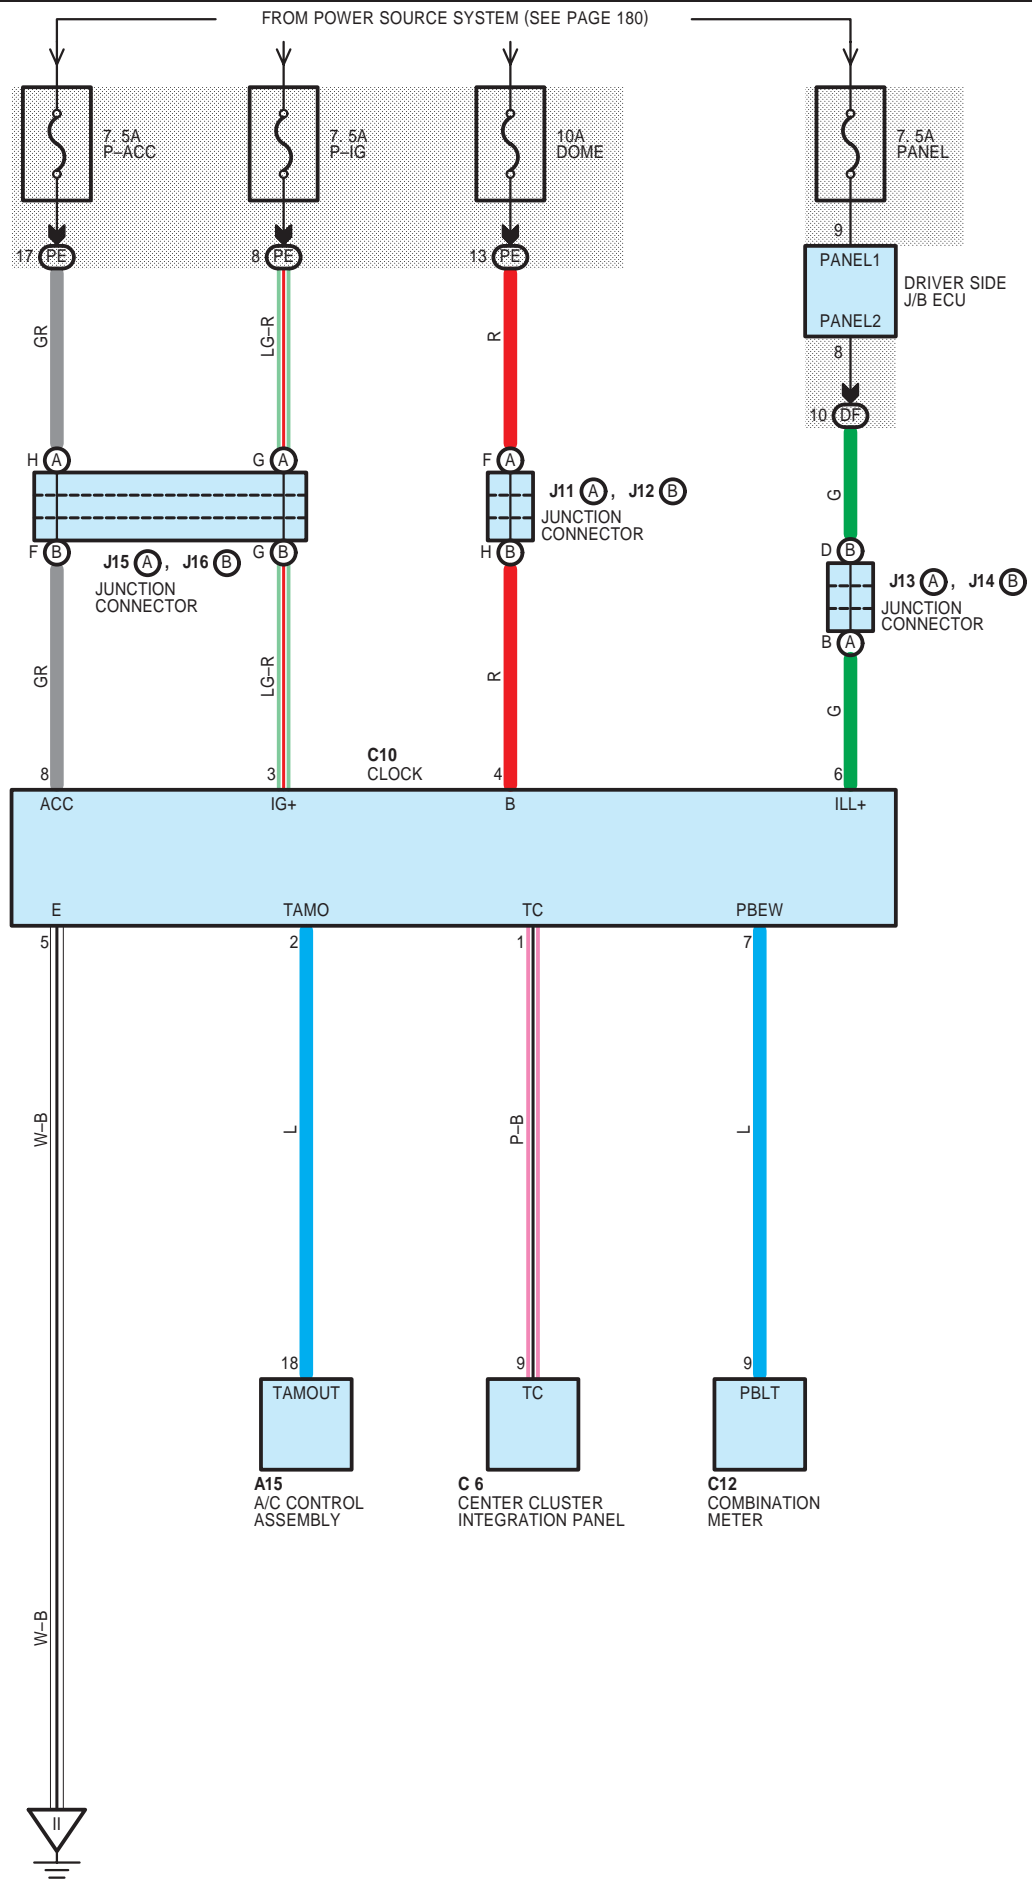 FROM POWER SOURCE SYSTEM (SEE PAGE 180)
7. 5A
P–ACC
7. 5A
P–IG
10A
DOME
7. 5A
PANEL
17 PE
8 PE
13 PE
9
PANEL1
PANEL2
DRIVER SIDE
J/B ECU
8
10 DF
GR
LG–R
R
G
H A
G A
F A
J11 A , J12 B
JUNCTION
CONNECTOR
F B
J15 A , J16 B
JUNCTION
CONNECTOR
G B
H B
D B
J13 A , J14 B
JUNCTION
CONNECTOR
B A
GR
LG–R
R
G
C10
CLOCK
8
3
4
6
ACC
IG+
B
ILL+
E
TAMO
TC
PBEW
5
2
1
7
W–B
L
P–B
L
18
9
9
TAMOUT
TC
PBLT
A15
A/C CONTROL
ASSEMBLY
C 6
CENTER CLUSTER
INTEGRATION PANEL
C12
COMBINATION
METER
W–B
II